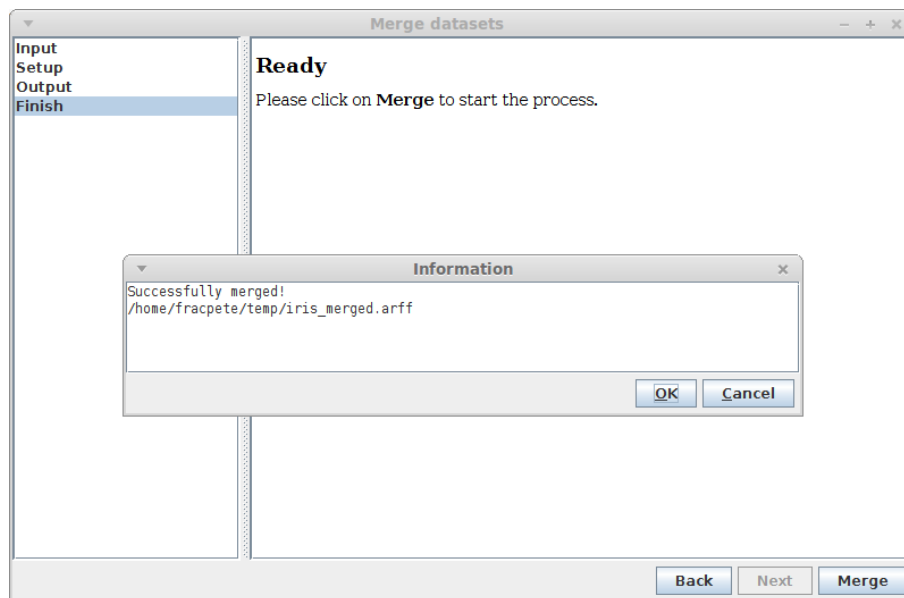 Merge datasets
Input
Setup
Output
Finish
Ready
Please click on Merge to start the process.
Information
Successfully merged!
/home/fracpete/temp/iris_merged.arff
OK
Cancel
Back
Next
Merge